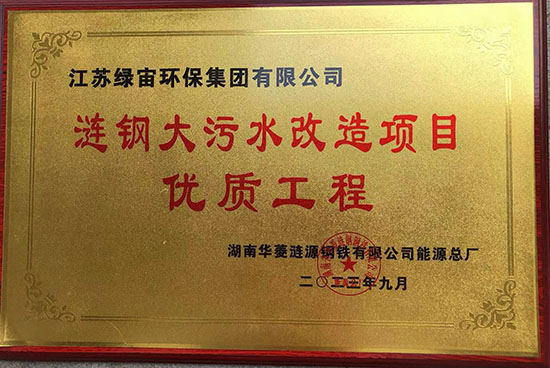 江苏绿宙环保集团有限公司
涟钢大污水改造项目
优质工程
湖南华菱涟源钢铁有限公司能源总厂
二〇二三年九月